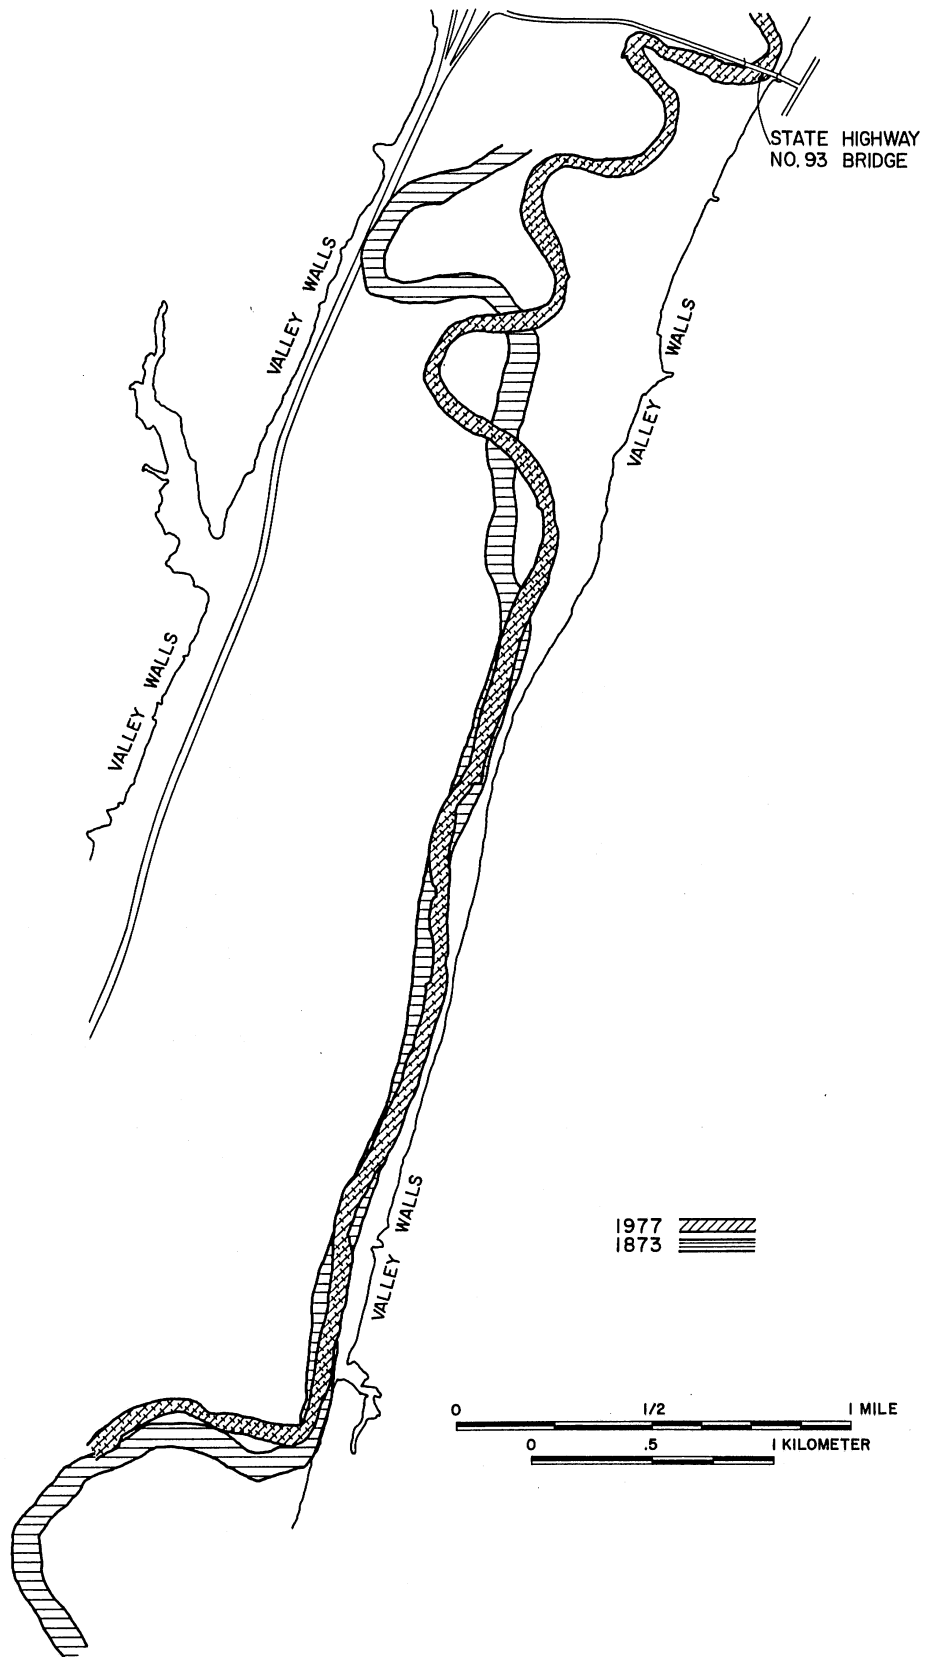 STATE HIGHWAY
NO. 93 BRIDGE
VALLEY WALLS
VALLEY WALLS
VALLEY WALLS
VALLEY WALLS
1977
1873
0 1/2 1 MILE
0 .5 1 KILOMETER